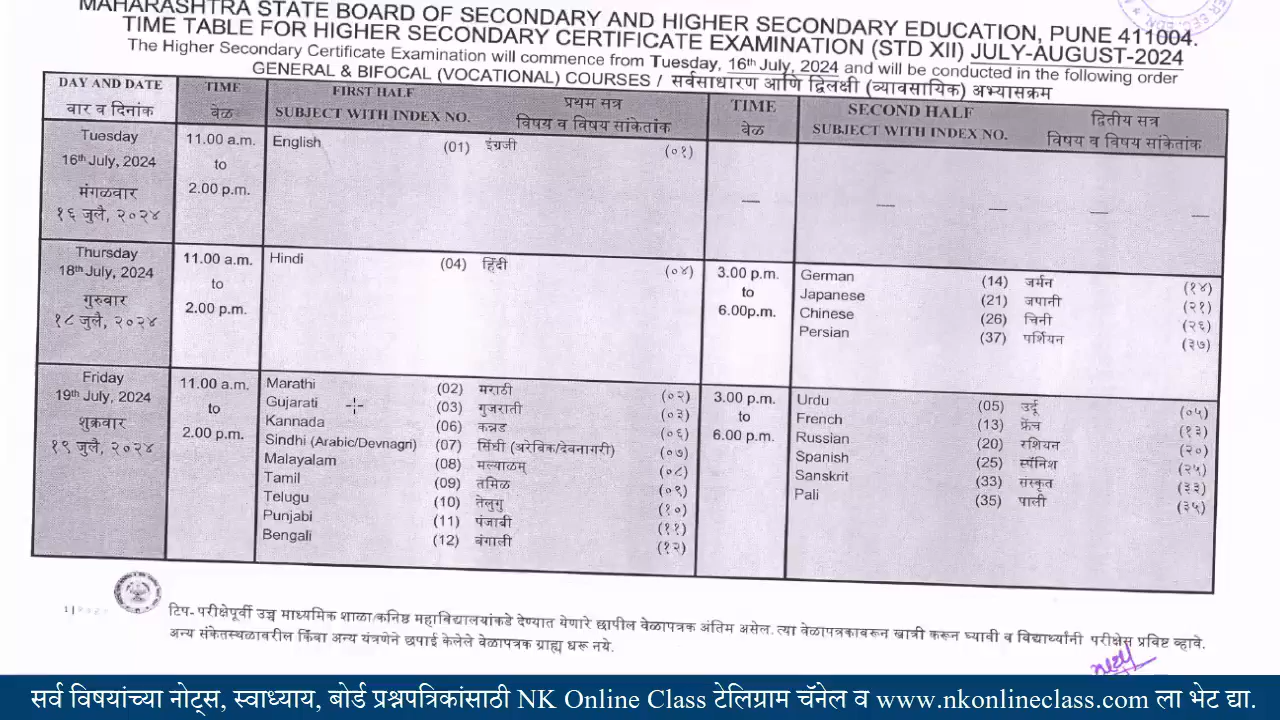 MAHARASHTRA STATE BOARD OF SECONDARY AND HIGHER SECONDARY EDUCATION, PUNE 411004.
TIME TABLE FOR HIGHER SECONDARY CERTIFICATE EXAMINATION (STD XII) JULY-AUGUST-2024
The Higher Secondary Certificate Examination will commence from Tuesday, 16th July, 2024 and will be conducted in the following order
GENERAL & BIFOCAL (VOCATIONAL) COURSES / सर्वसाधारण आणि द्विलक्षी (व्यावसायिक) अभ्यासक्रम
DAY AND DATE TIME FIRST HALF प्रथम सत्र TIME SECOND HALF द्वितीय सत्र
वार व दिनांक वेळ SUBJECT WITH INDEX NO. विषय व विषय सांकेतांक वेळ SUBJECT WITH INDEX NO. विषय व विषय सांकेतांक
Tuesday 11.00 a.m. English (01) इंग्रजी (०१)
16th July, 2024 to
मंगळवार 2.00 p.m. — — — — —
१६ जुलै, २०२४
Thursday 11.00 a.m. Hindi (04) हिंदी (०४) 3.00 p.m. German (14) जर्मन (१४)
18th July, 2024 to to Japanese (21) जपानी (२१)
गुरुवार 2.00 p.m. 6.00p.m. Chinese (26) चिनी (२६)
१८ जुलै, २०२४ Persian (37) पर्शियन (३७)
Friday 11.00 a.m. Marathi (02) मराठी (०२) 3.00 p.m. Urdu (05) उर्दू (०५)
19th July, 2024 to Gujarati (03) गुजराती (०३) to French (13) फ्रेंच (१३)
शुक्रवार 2.00 p.m. Kannada (06) कन्नड (०६) 6.00 p.m. Russian (20) रशियन (२०)
१९ जुलै, २०२४ Sindhi (Arabic/Devnagri) (07) सिंधी (अरेबिक/देवनागरी) (०७) Spanish (25) स्पॅनिश (२५)
Malayalam (08) मल्याळम् (०८) Sanskrit (33) संस्कृत (३३)
Tamil (09) तमिळ (०९) Pali (35) पाली (३५)
Telugu (10) तेलुगु (१०)
Punjabi (11) पंजाबी (११)
Bengali (12) बंगाली (१२)
टिप- परीक्षेपूर्वी उच्च माध्यमिक शाळा/कनिष्ठ महाविद्यालयांकडे देण्यात येणारे छापील वेळापत्रक अंतिम असेल. त्या वेळापत्रकावरून खात्री करून घ्यावी व विद्यार्थ्यांनी परीक्षेस प्रविष्ट व्हावे.
अन्य संकेतस्थळावरील किंवा अन्य यंत्रणेने छपाई केलेले वेळापत्रक ग्राह्य धरू नये.
सर्व विषयांच्या नोट्स, स्वाध्याय, बोर्ड प्रश्नपत्रिकांसाठी NK Online Class टेलिग्राम चॅनेल व www.nkonlineclass.com ला भेट द्या.